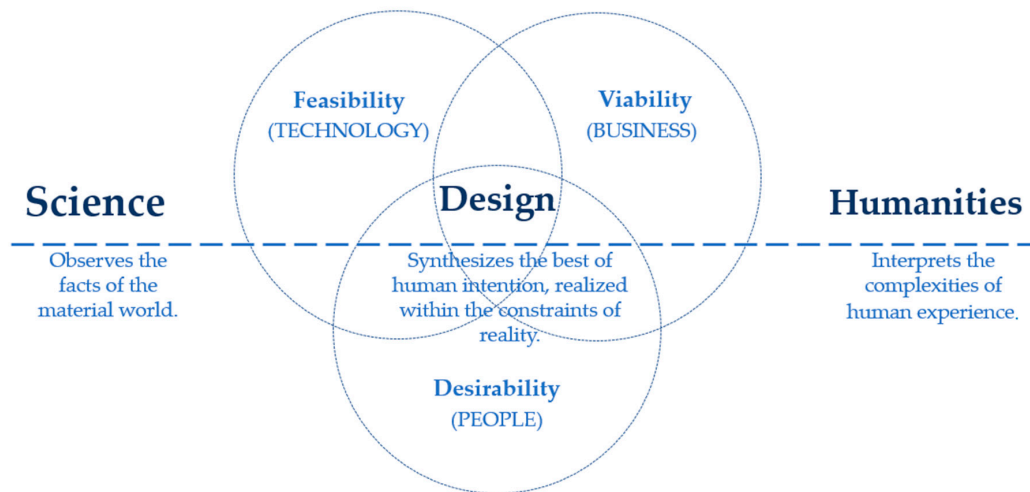 Feasibility
(TECHNOLOGY)
Viability
(BUSINESS)
Science
Design
Humanities
Observes the
facts of the
material world.
Synthesizes the best of
human intention, realized
within the constraints of
reality.
Interprets the
complexities of
human experience.
Desirability
(PEOPLE)